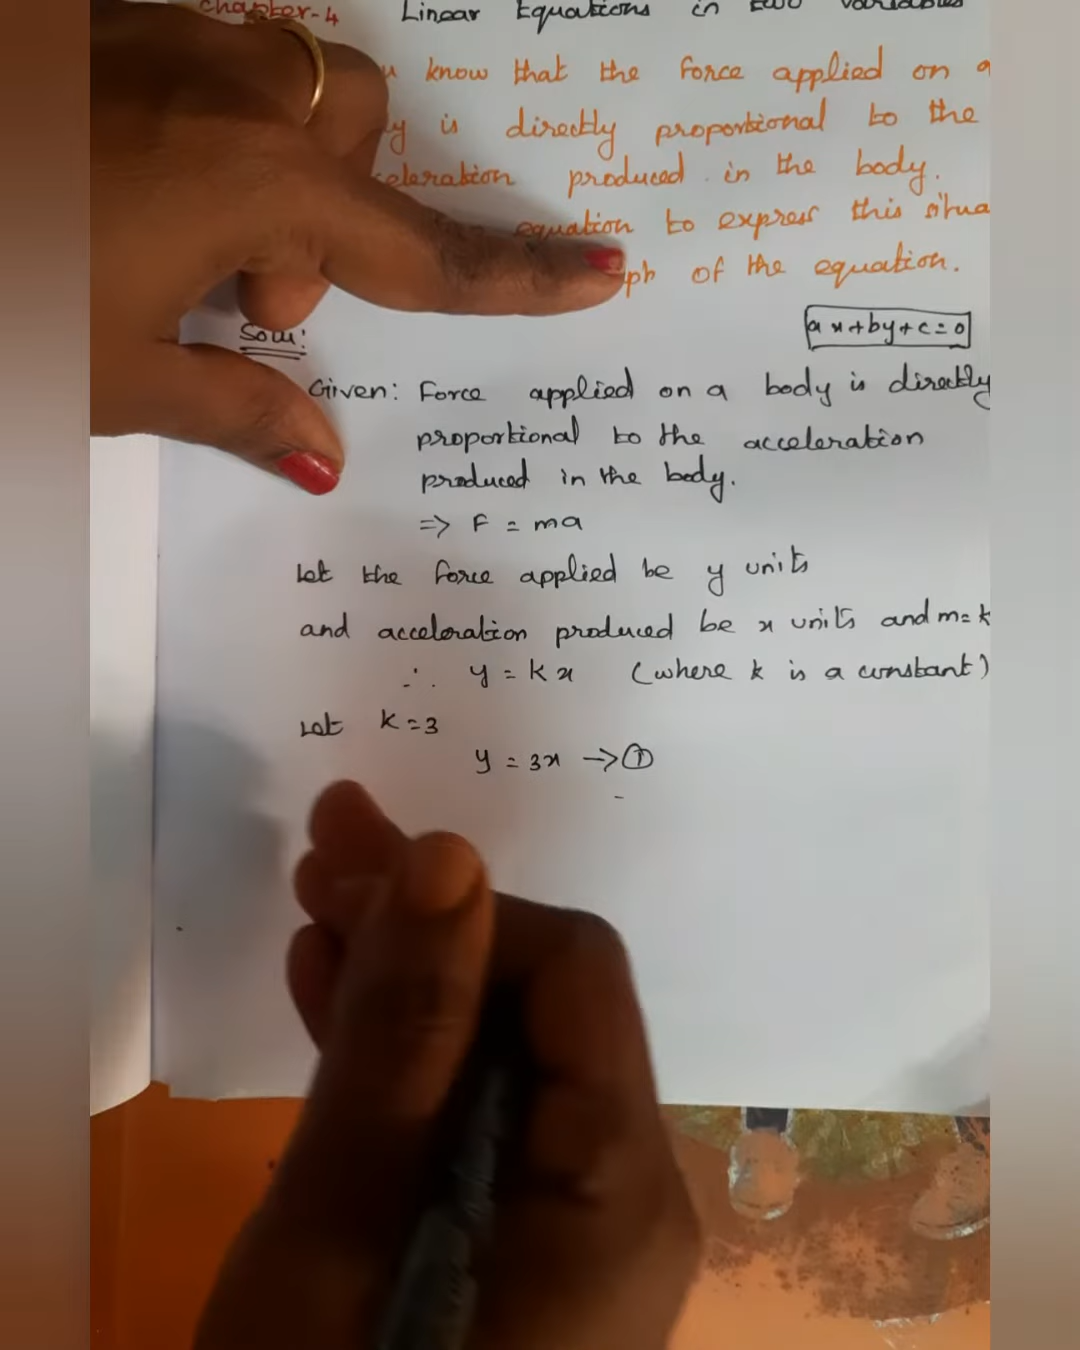 Chapter-4 Linear Equations in two variables
know that the force applied on a
is directly proportional to the
produced in the body.
equation to express this situa
of the equation.
Soln:
ax+by+c=0
Given: Force applied on a body is directly
proportional to the acceleration
produced in the body.
=> F = ma
Let the force applied be y units
and acceleration produced be x units and m=k
∴ y = kx (where k is a constant)
Let k=3
y = 3x → ①